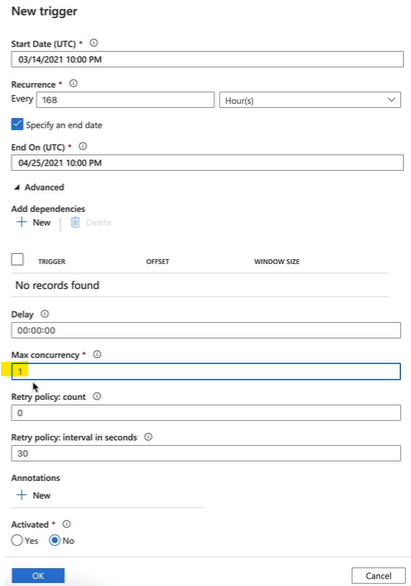 New trigger
Start Date (UTC) *
03/14/2021 10:00 PM
Recurrence *
Every 168 Hour(s)
Specify an end date
End On (UTC) *
04/25/2021 10:00 PM
Advanced
Add dependencies
New Delete
TRIGGER OFFSET WINDOW SIZE
No records found
Delay
00:00:00
Max concurrency *
1
Retry policy: count
0
Retry policy: interval in seconds
30
Annotations
New
Activated *
Yes No
OK Cancel